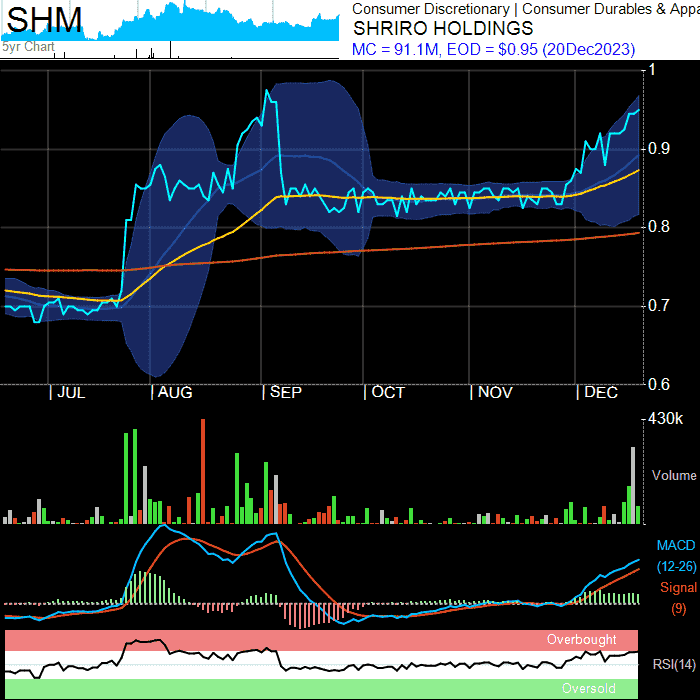 SHM
5yr Chart
Consumer Discretionary | Consumer Durables & Appa
SHRIRO HOLDINGS
MC = 91.1M, EOD = $0.95 (20Dec2023)
1
0.9
0.8
0.7
0.6
| JUL | AUG | SEP | OCT | NOV | DEC
430k
Volume
MACD
(12-26)
Signal
(9)
Overbought
RSI(14)
Oversold